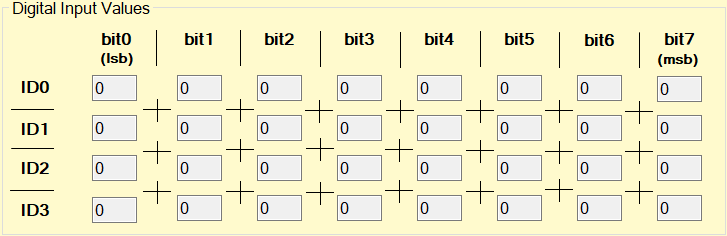 Digital Input Values
bit0 bit1 bit2 bit3 bit4 bit5 bit6 bit7
(lsb) (msb)
ID0 0 0 0 0 0 0 0 0
ID1 0 0 0 0 0 0 0 0
ID2 0 0 0 0 0 0 0 0
ID3 0 0 0 0 0 0 0 0